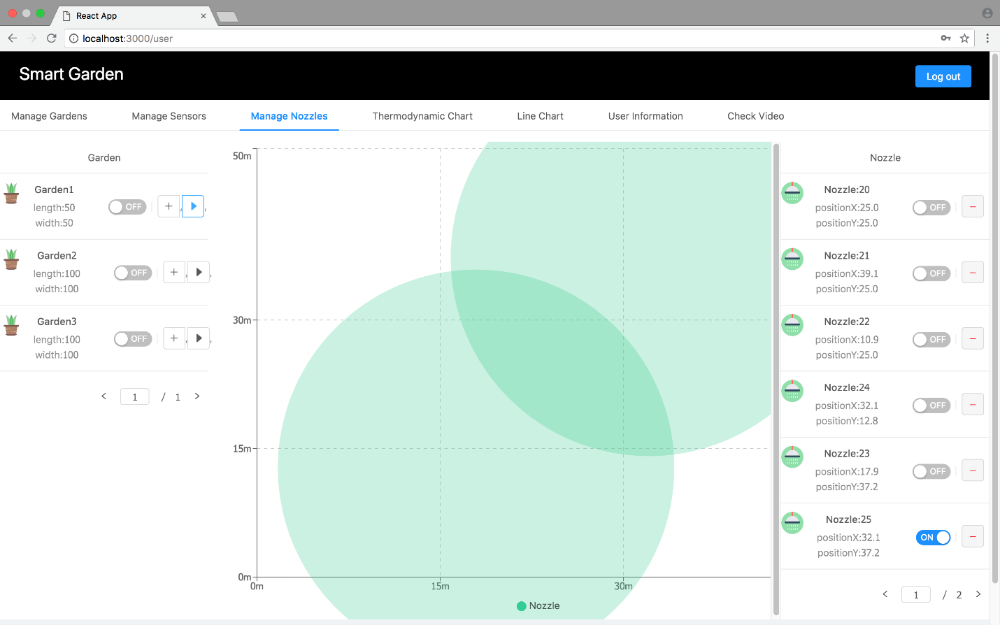 React App
localhost:3000/user
Smart Garden
Log out
Manage Gardens
Manage Sensors
Manage Nozzles
Thermodynamic Chart
Line Chart
User Information
Check Video
Garden
Garden1
length:50
width:50
OFF
+
,
,
Garden2
length:100
width:100
OFF
+
,
,
Garden3
length:100
width:100
OFF
+
,
,
< 1 / 1 >
50m
30m
15m
0m
0m
15m
30m
Nozzle
Nozzle
Nozzle:20
positionX:25.0
positionY:25.0
OFF
Nozzle:21
positionX:39.1
positionY:25.0
OFF
Nozzle:22
positionX:10.9
positionY:25.0
OFF
Nozzle:24
positionX:32.1
positionY:12.8
OFF
Nozzle:23
positionX:17.9
positionY:37.2
OFF
Nozzle:25
positionX:32.1
positionY:37.2
ON
< 1 / 2 >